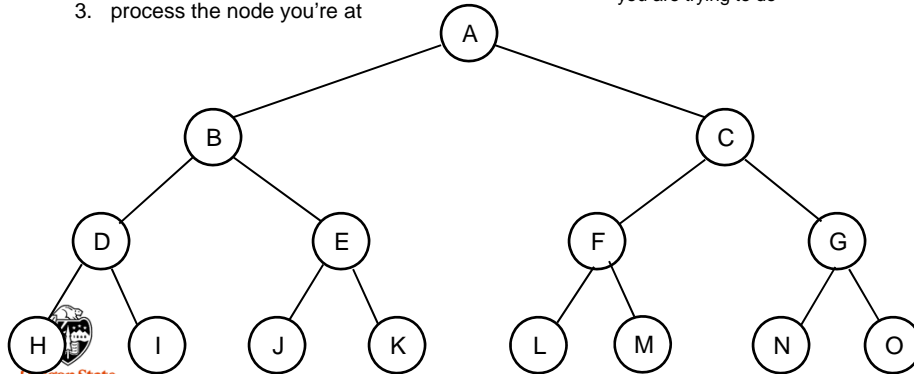 3. process the node you're at
you are trying to do
A
B C
D E F G
H I J K L M N O